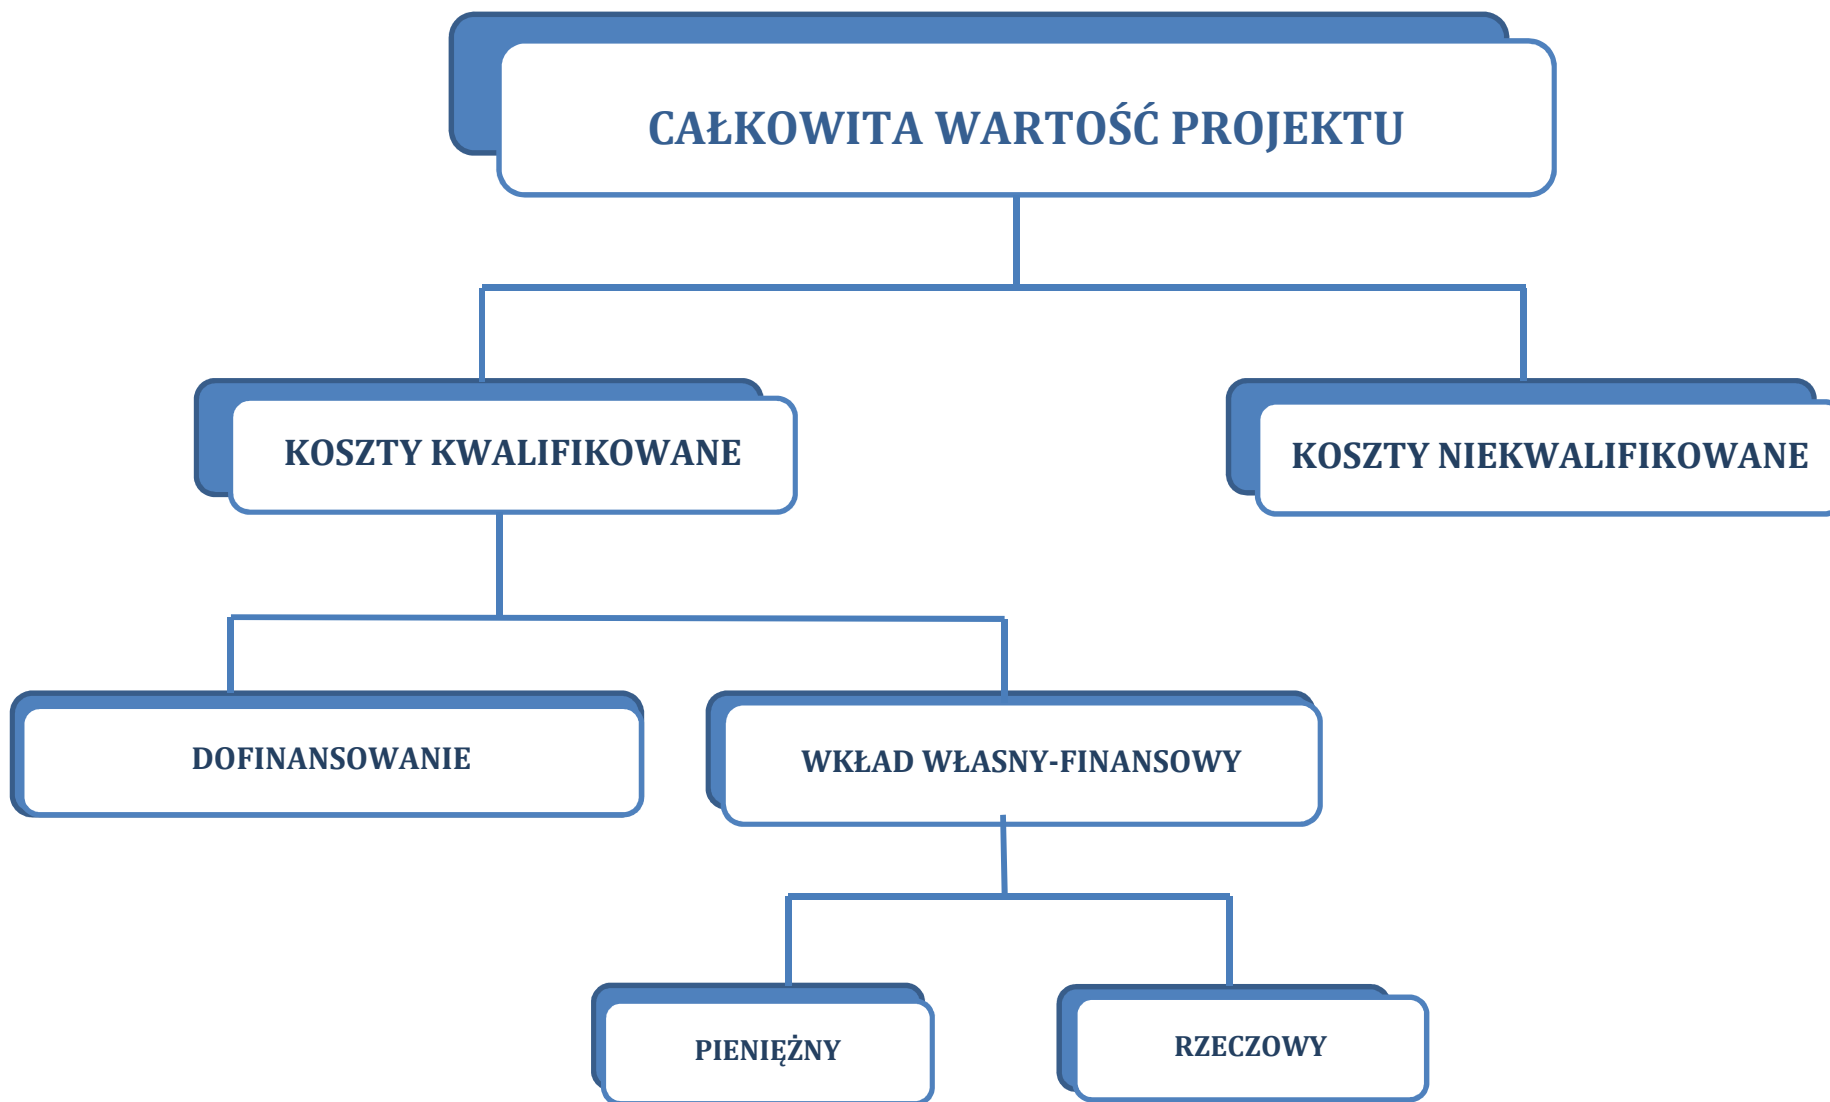 CAŁKOWITA WARTOŚĆ PROJEKTU
KOSZTY KWALIFIKOWANE
KOSZTY NIEKWALIFIKOWANE
DOFINANSOWANIE
WKŁAD WŁASNY-FINANSOWY
PIENIĘŻNY
RZECZOWY